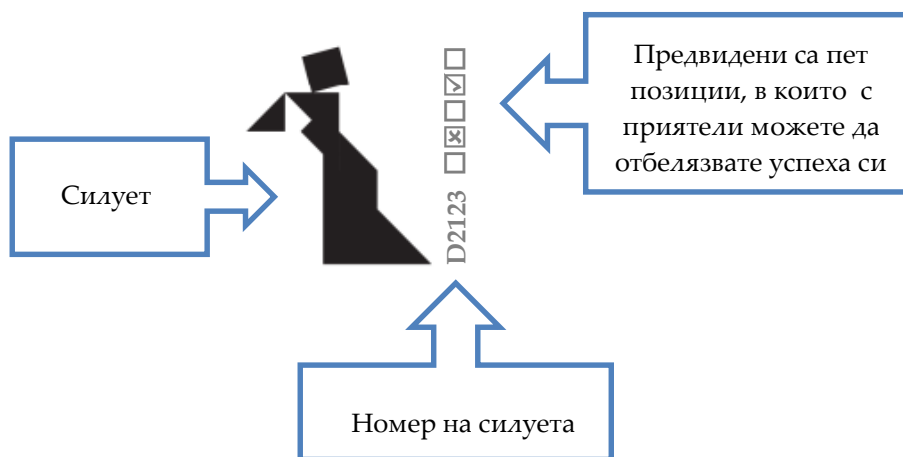 Предвидени са пет
позиции, в които с
приятели можете да
отбелязвате успеха си
Силует
D2123
Номер на силуета